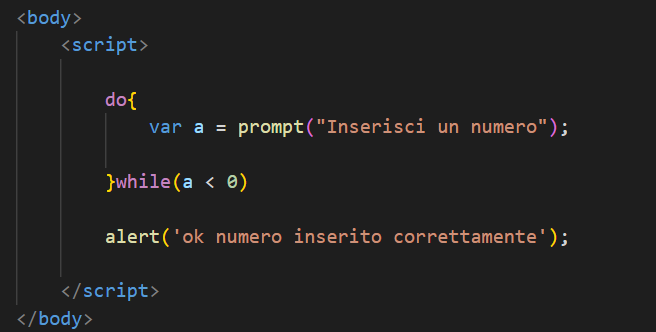 <body>
<script>
do{
var a = prompt("Inserisci un numero");
}while(a < 0)
alert('ok numero inserito correttamente');
</script>
</body>